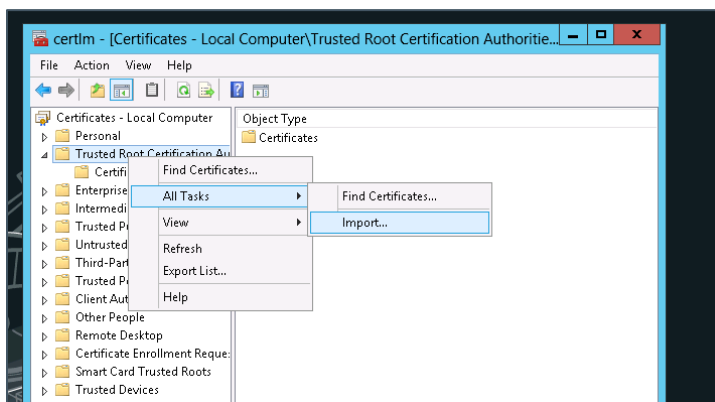 certlm - [Certificates - Local Computer\Trusted Root Certification Authoritie...
File Action View Help
Certificates - Local Computer
Personal
Trusted Root Certification Au
Certifi
Enterprise
Intermedi
Trusted Pu
Untrusted
Third-Part
Trusted Pe
Client Aut
Other People
Remote Desktop
Certificate Enrollment Reque:
Smart Card Trusted Roots
Trusted Devices
Object Type
Certificates
Find Certificates...
All Tasks
View
Refresh
Export List...
Help
Find Certificates...
Import...